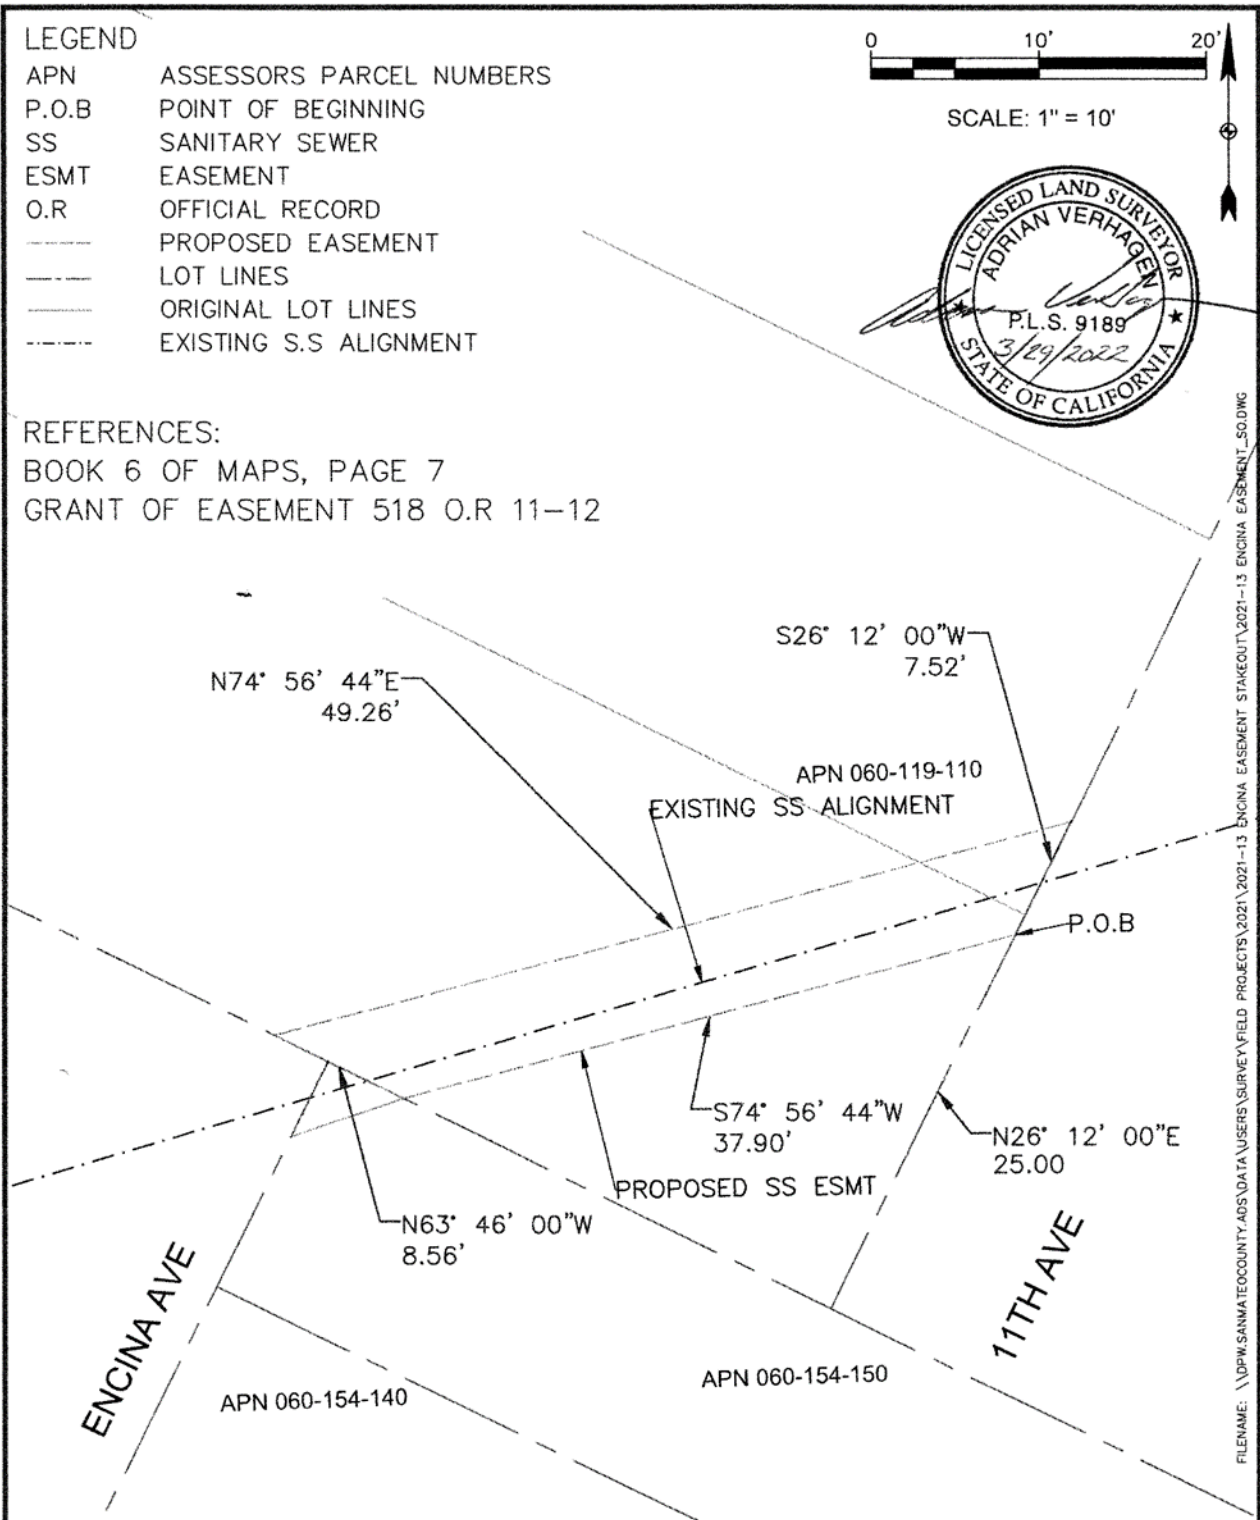 LEGEND
APN ASSESSORS PARCEL NUMBERS
P.O.B POINT OF BEGINNING
SS SANITARY SEWER
ESMT EASEMENT
O.R OFFICIAL RECORD
PROPOSED EASEMENT
LOT LINES
ORIGINAL LOT LINES
EXISTING S.S ALIGNMENT
0 10' 20'
SCALE: 1" = 10'
LICENSED LAND SURVEYOR
ADRIAN VERHAGEN
P.L.S. 9189
3/29/2022
STATE OF CALIFORNIA
REFERENCES:
BOOK 6 OF MAPS, PAGE 7
GRANT OF EASEMENT 518 O.R 11-12
S26° 12' 00"W
7.52'
N74° 56' 44"E
49.26'
APN 060-119-110
EXISTING SS ALIGNMENT
P.O.B
S74° 56' 44"W
37.90'
N26° 12' 00"E
25.00
PROPOSED SS ESMT
N63° 46' 00"W
8.56'
ENCINA AVE
11TH AVE
APN 060-154-150
APN 060-154-140
FILENAME: \\DPW.SANMATEOCOUNTY.ADS\DATA\USERS\SURVEY\FIELD PROJECTS\2021\2021-13 ENCINA EASEMENT STAKEOUT\2021-13 ENCINA EASEMENT_SO.DWG